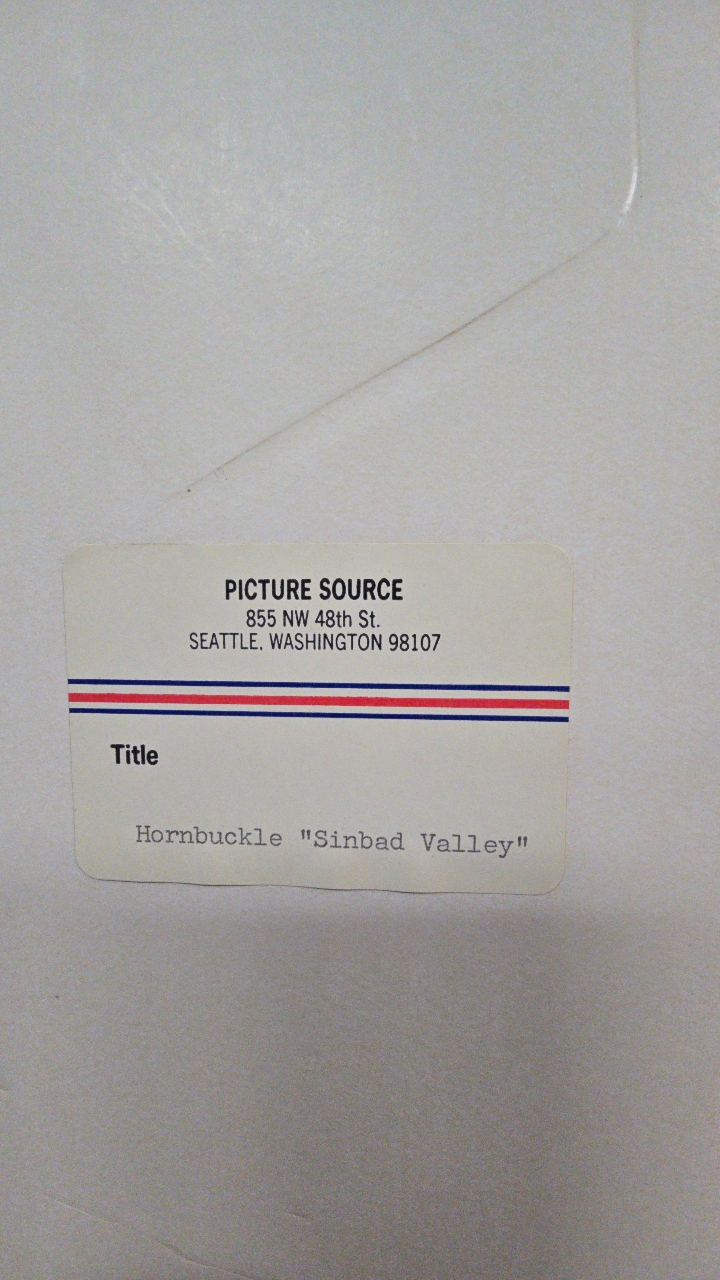 PICTURE SOURCE
855 NW 48th St.
SEATTLE, WASHINGTON 98107
Title
Hornbuckle "Sinbad Valley"